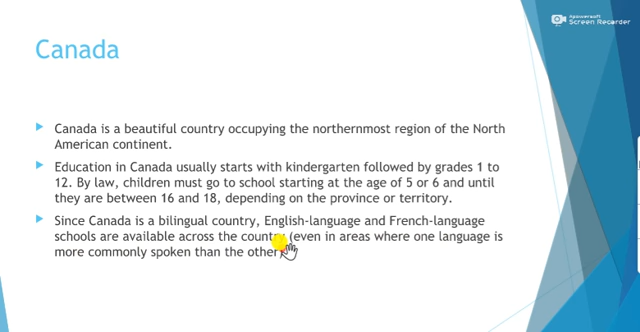 Apowersoft
Screen Recorder
Canada
Canada is a beautiful country occupying the northernmost region of the North
American continent.
Education in Canada usually starts with kindergarten followed by grades 1 to
12. By law, children must go to school starting at the age of 5 or 6 and until
they are between 16 and 18, depending on the province or territory.
Since Canada is a bilingual country, English-language and French-language
schools are available across the country (even in areas where one language is
more commonly spoken than the other